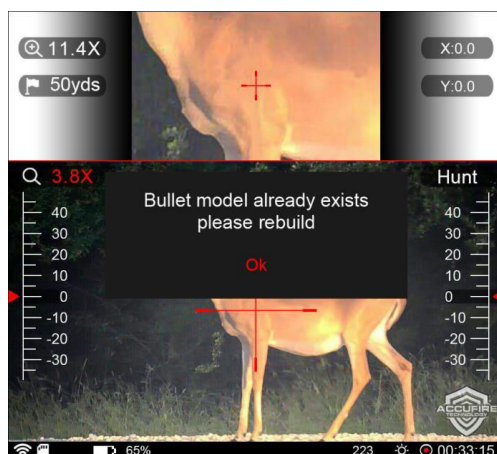 11.4X
X:0.0
50yds
Y:0.0
3.8X
Hunt
Bullet model already exists
please rebuild
Ok
40 40
30 30
20 20
10 10
0 0
-10 -10
-20 -20
-30 -30
ACCUFIRE
TECHNOLOGY
65% 223 00:33:15